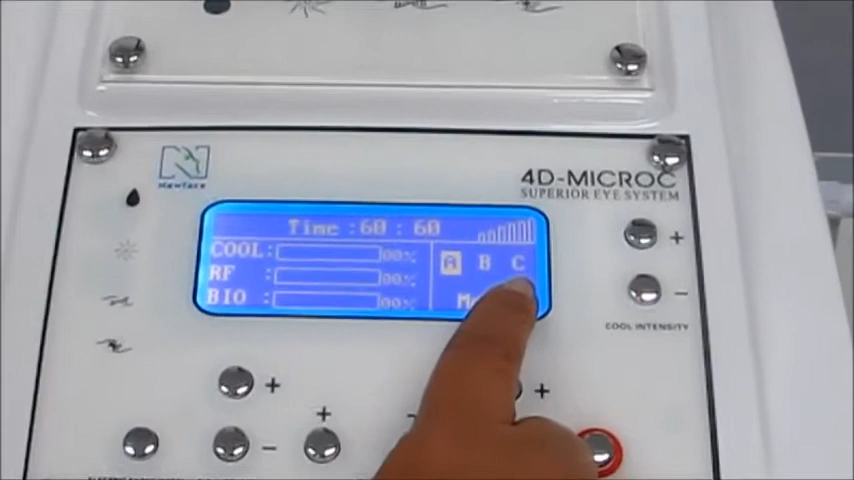 Newface
4D-MICROC
SUPERIOR EYE SYSTEM
Time :60 : 60
COOL: 00%
A B C
RF : 00%
BIO : 00%
+
−
COOL INTENSITY
+
−
+
+